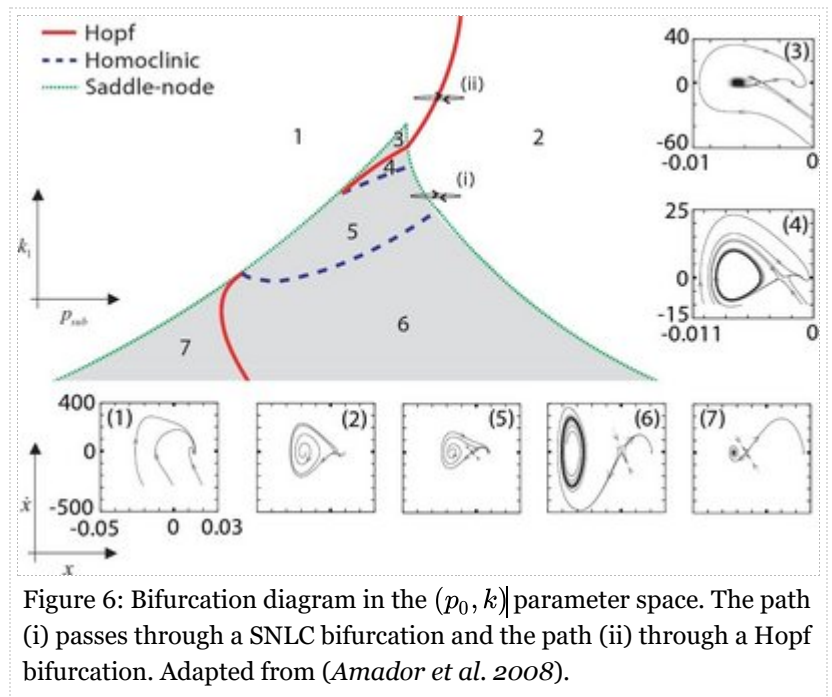 Hopf
Homoclinic
Saddle-node
(ii)
1
2
3
4
(i)
5
6
7
k₁
p_sub
40
0
-60
-0.01
0
(3)
25
0
-15
-0.011
0
(4)
400
0
-500
-0.05
0
0.03
(1)
(2)
(5)
(6)
(7)
ẋ
x
Figure 6: Bifurcation diagram in the (p₀, k) parameter space. The path
(i) passes through a SNLC bifurcation and the path (ii) through a Hopf
bifurcation. Adapted from (Amador et al. 2008).